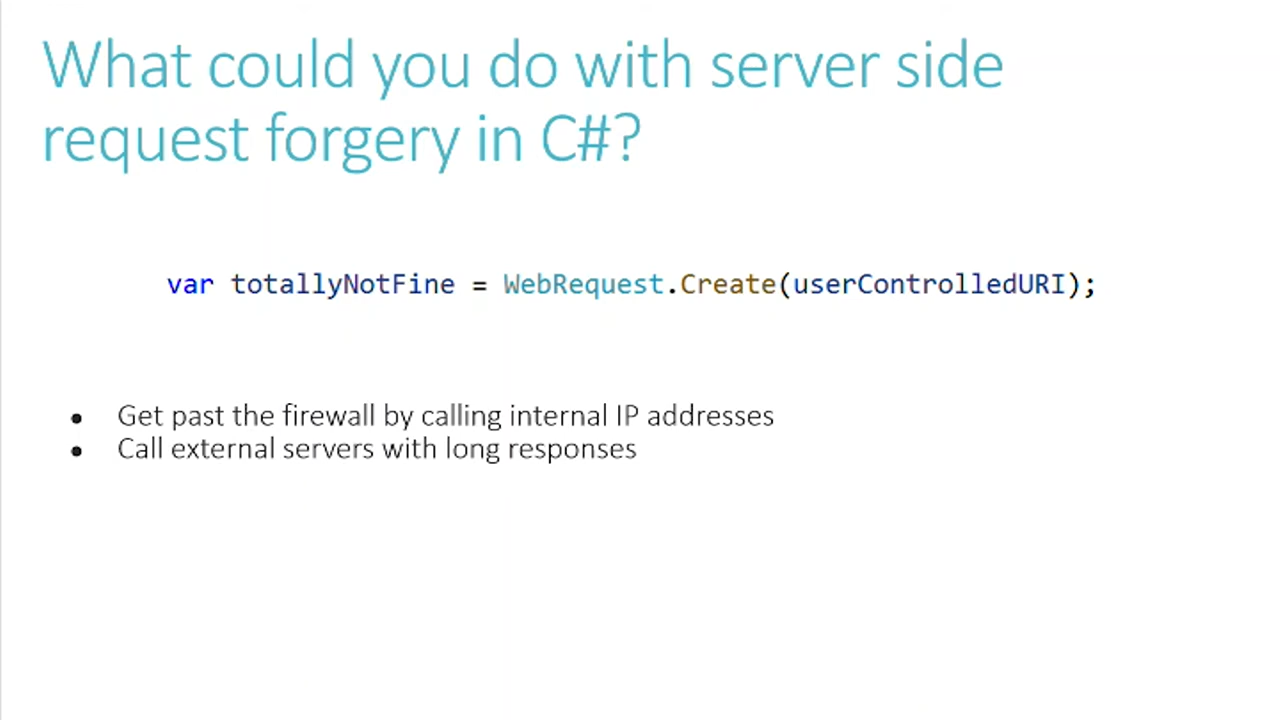 What could you do with server side
request forgery in C#?
var totallyNotFine = WebRequest.Create(userControlledURI);
• Get past the firewall by calling internal IP addresses
• Call external servers with long responses